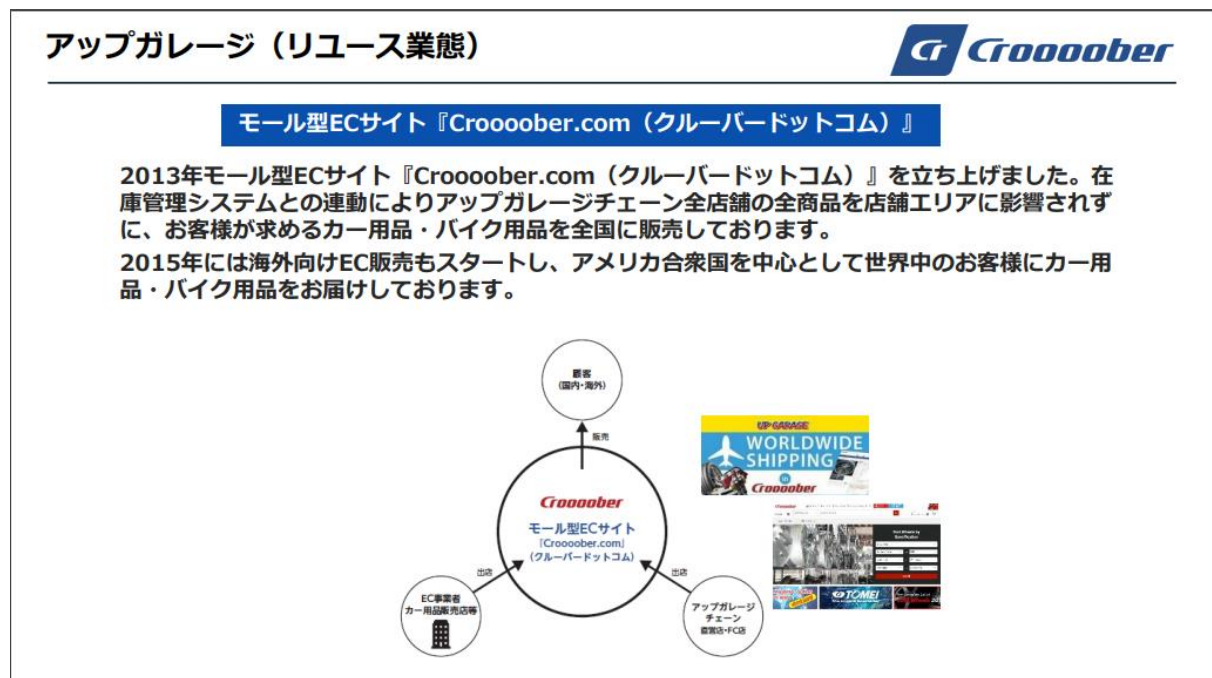 アップガレージ（リユース業態）
Cr Croooober
モール型ECサイト『Croooober.com（クルーバードットコム）』
2013年モール型ECサイト『Croooober.com（クルーバードットコム）』を立ち上げました。在
庫管理システムとの連動によりアップガレージチェーン全店舗の全商品を店舗エリアに影響されず
に、お客様が求めるカー用品・バイク用品を全国に販売しております。
2015年には海外向けEC販売もスタートし、アメリカ合衆国を中心として世界中のお客様にカー用
品・バイク用品をお届けしております。
顧客
（国内・海外）
販売
Croooober
モール型ECサイト
『Croooober.com』
（クルーバードットコム）
出店
出店
EC事業者
カー用品販売店等
アップガレージ
チェーン
直営店・FC店
UP GARAGE
WORLDWIDE
SHIPPING
Croooober
TOMEI